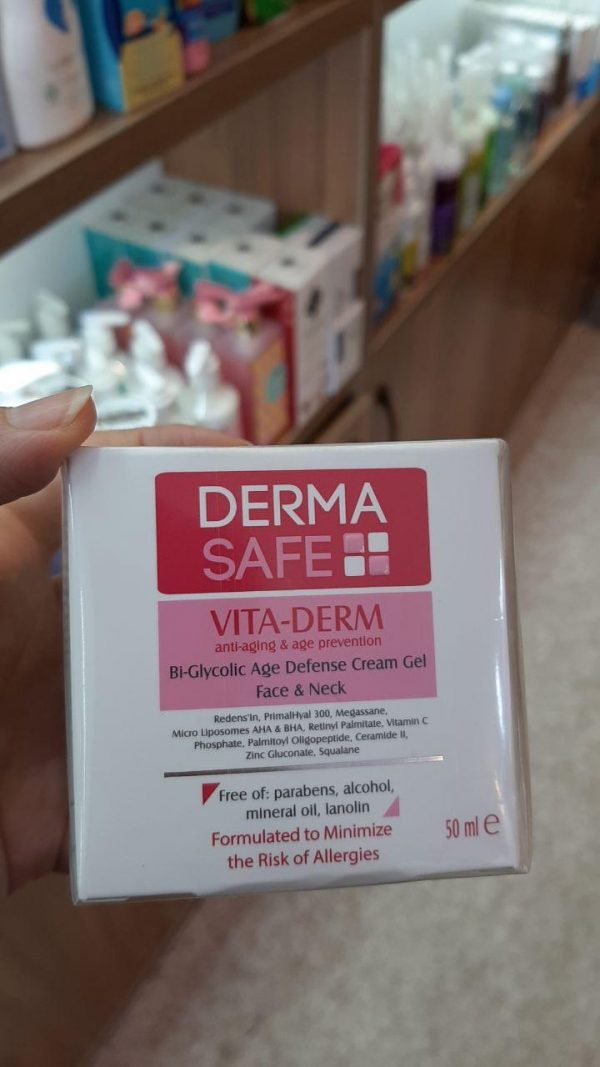 DERMA
SAFE
VITA-DERM
anti-aging & age prevention
Bi-Glycolic Age Defense Cream Gel
Face & Neck
Redens'in, PrimalHyal 300, Megassane,
Micro Liposomes AHA & BHA, Retinyl Palmitate, Vitamin C
Phosphate, Palmitoyl Oligopeptide, Ceramide II,
Zinc Gluconate, Squalane
Free of: parabens, alcohol,
mineral oil, lanolin
Formulated to Minimize
the Risk of Allergies
50 ml e